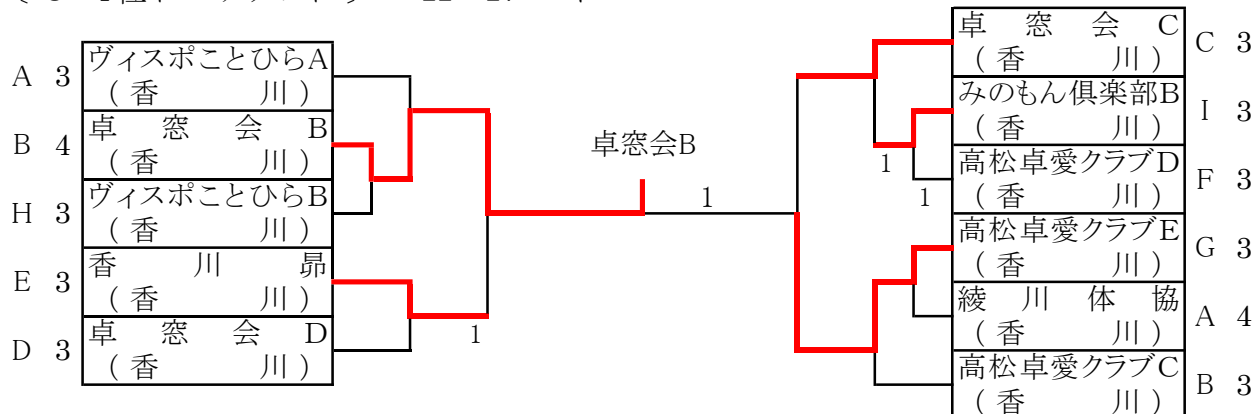 A 3 ヴィスポことひらA
(香 川)
B 4 卓窓会B
(香 川)
H 3 ヴィスポことひらB
(香 川)
E 3 香川昴
(香 川)
D 3 卓窓会D
(香 川)
1
卓窓会B
1
卓窓会C C 3
(香 川)
みのもん倶楽部B I 3
(香 川)
1
高松卓愛クラブD F 3
(香 川)
1
高松卓愛クラブE G 3
(香 川)
綾川体協 A 4
(香 川)
高松卓愛クラブC B 3
(香 川)